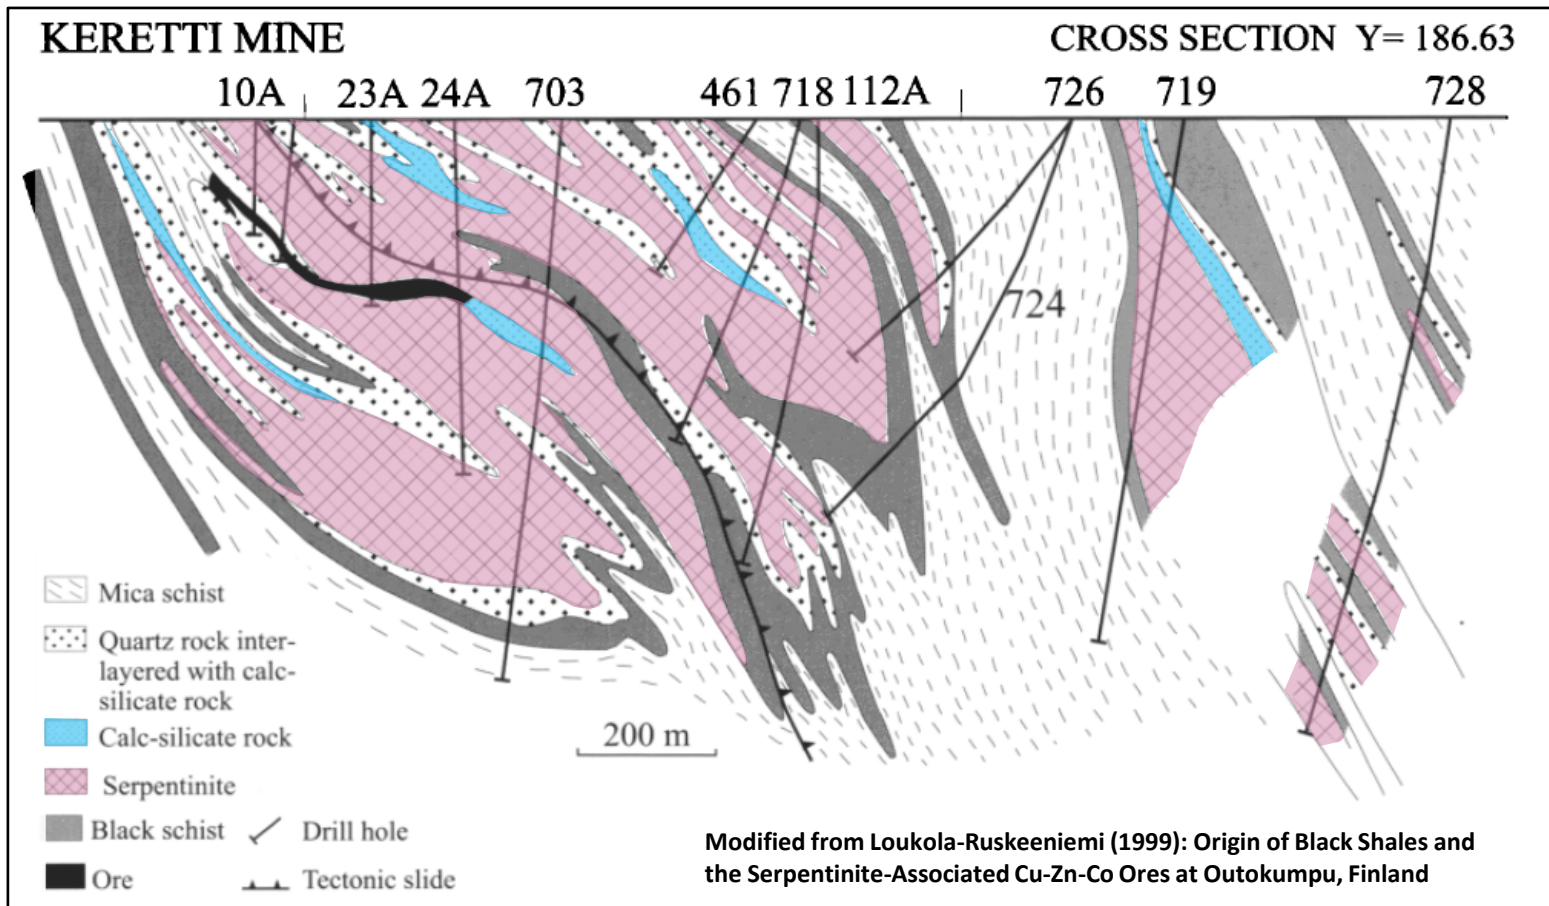 KERETTI MINE
CROSS SECTION Y= 186.63
10A 23A 24A 703 461 718 112A 726 719 728
724
Mica schist
Quartz rock inter-
layered with calc-
silicate rock
Calc-silicate rock
Serpentinite
Black schist
Drill hole
Ore
Tectonic slide
200 m
Modified from Loukola-Ruskeeniemi (1999): Origin of Black Shales and
the Serpentinite-Associated Cu-Zn-Co Ores at Outokumpu, Finland